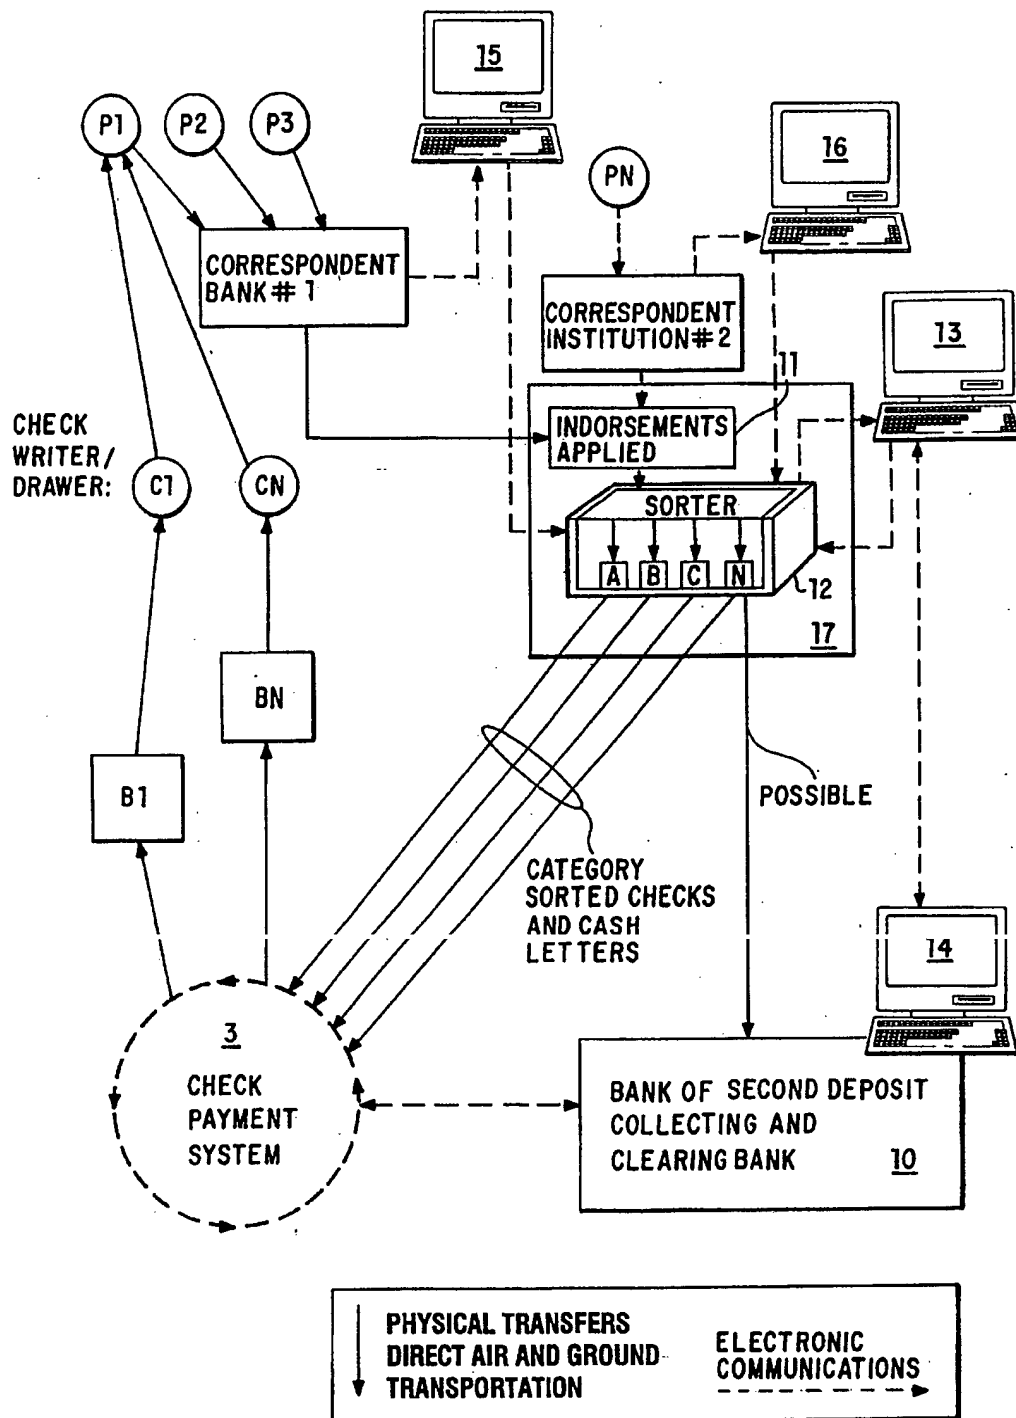 15
P1
P2
P3
16
PN
CORRESPONDENT
BANK # 1
CORRESPONDENT
INSTITUTION # 2
13
11
CHECK
WRITER/
DRAWER:
C1
CN
INDORSEMENTS
APPLIED
SORTER
A
B
C
N
12
17
BN
B1
POSSIBLE
CATEGORY
SORTED CHECKS
AND CASH
LETTERS
14
3
CHECK
PAYMENT
SYSTEM
BANK OF SECOND DEPOSIT
COLLECTING AND
CLEARING BANK
10
PHYSICAL TRANSFERS
DIRECT AIR AND GROUND
TRANSPORTATION
ELECTRONIC
COMMUNICATIONS